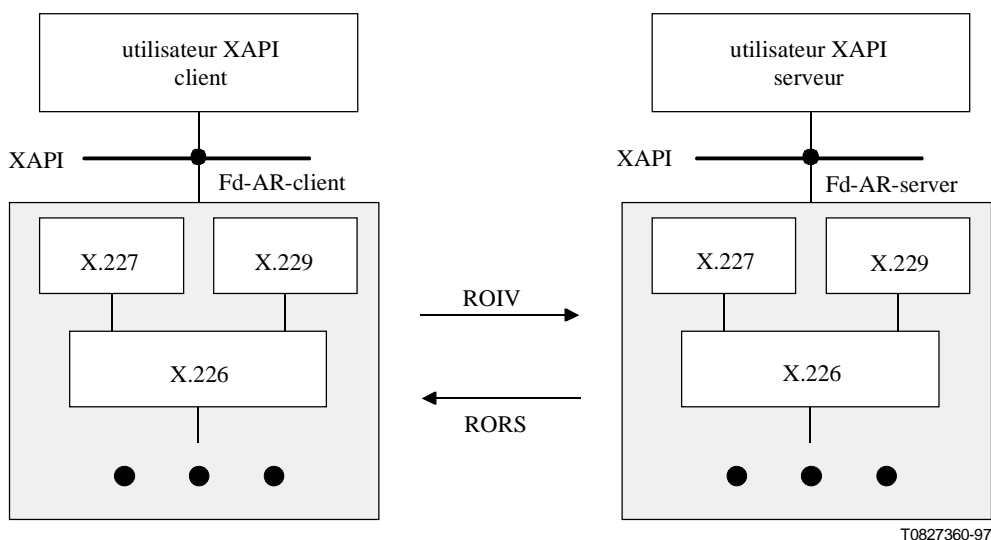 utilisateur XAPI
client
XAPI
Fd-AR-client
X.227
X.229
X.226
ROIV
RORS
utilisateur XAPI
serveur
XAPI
Fd-AR-server
X.227
X.229
X.226
T0827360-97